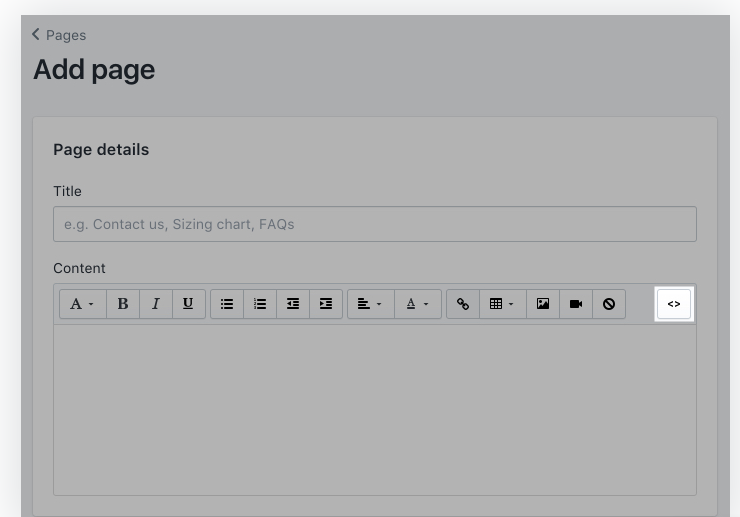 Pages
Add page
Page details
Title
e.g. Contact us, Sizing chart, FAQs
Content
A B I U A <>